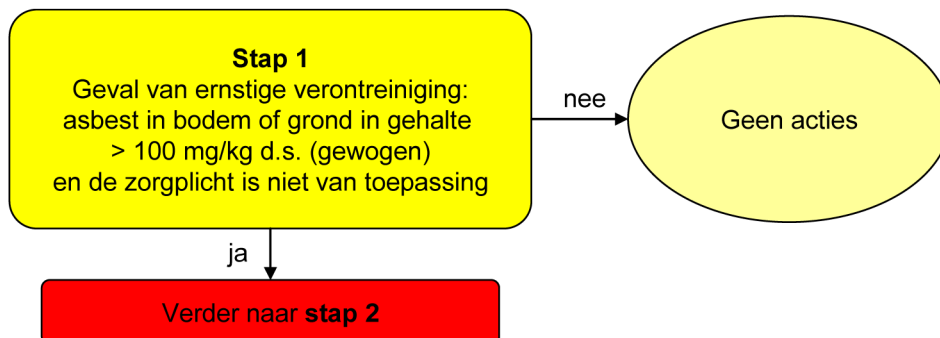 Stap 1
Geval van ernstige verontreiniging:
asbest in bodem of grond in gehalte
> 100 mg/kg d.s. (gewogen)
en de zorgplicht is niet van toepassing
nee
Geen acties
ja
Verder naar stap 2